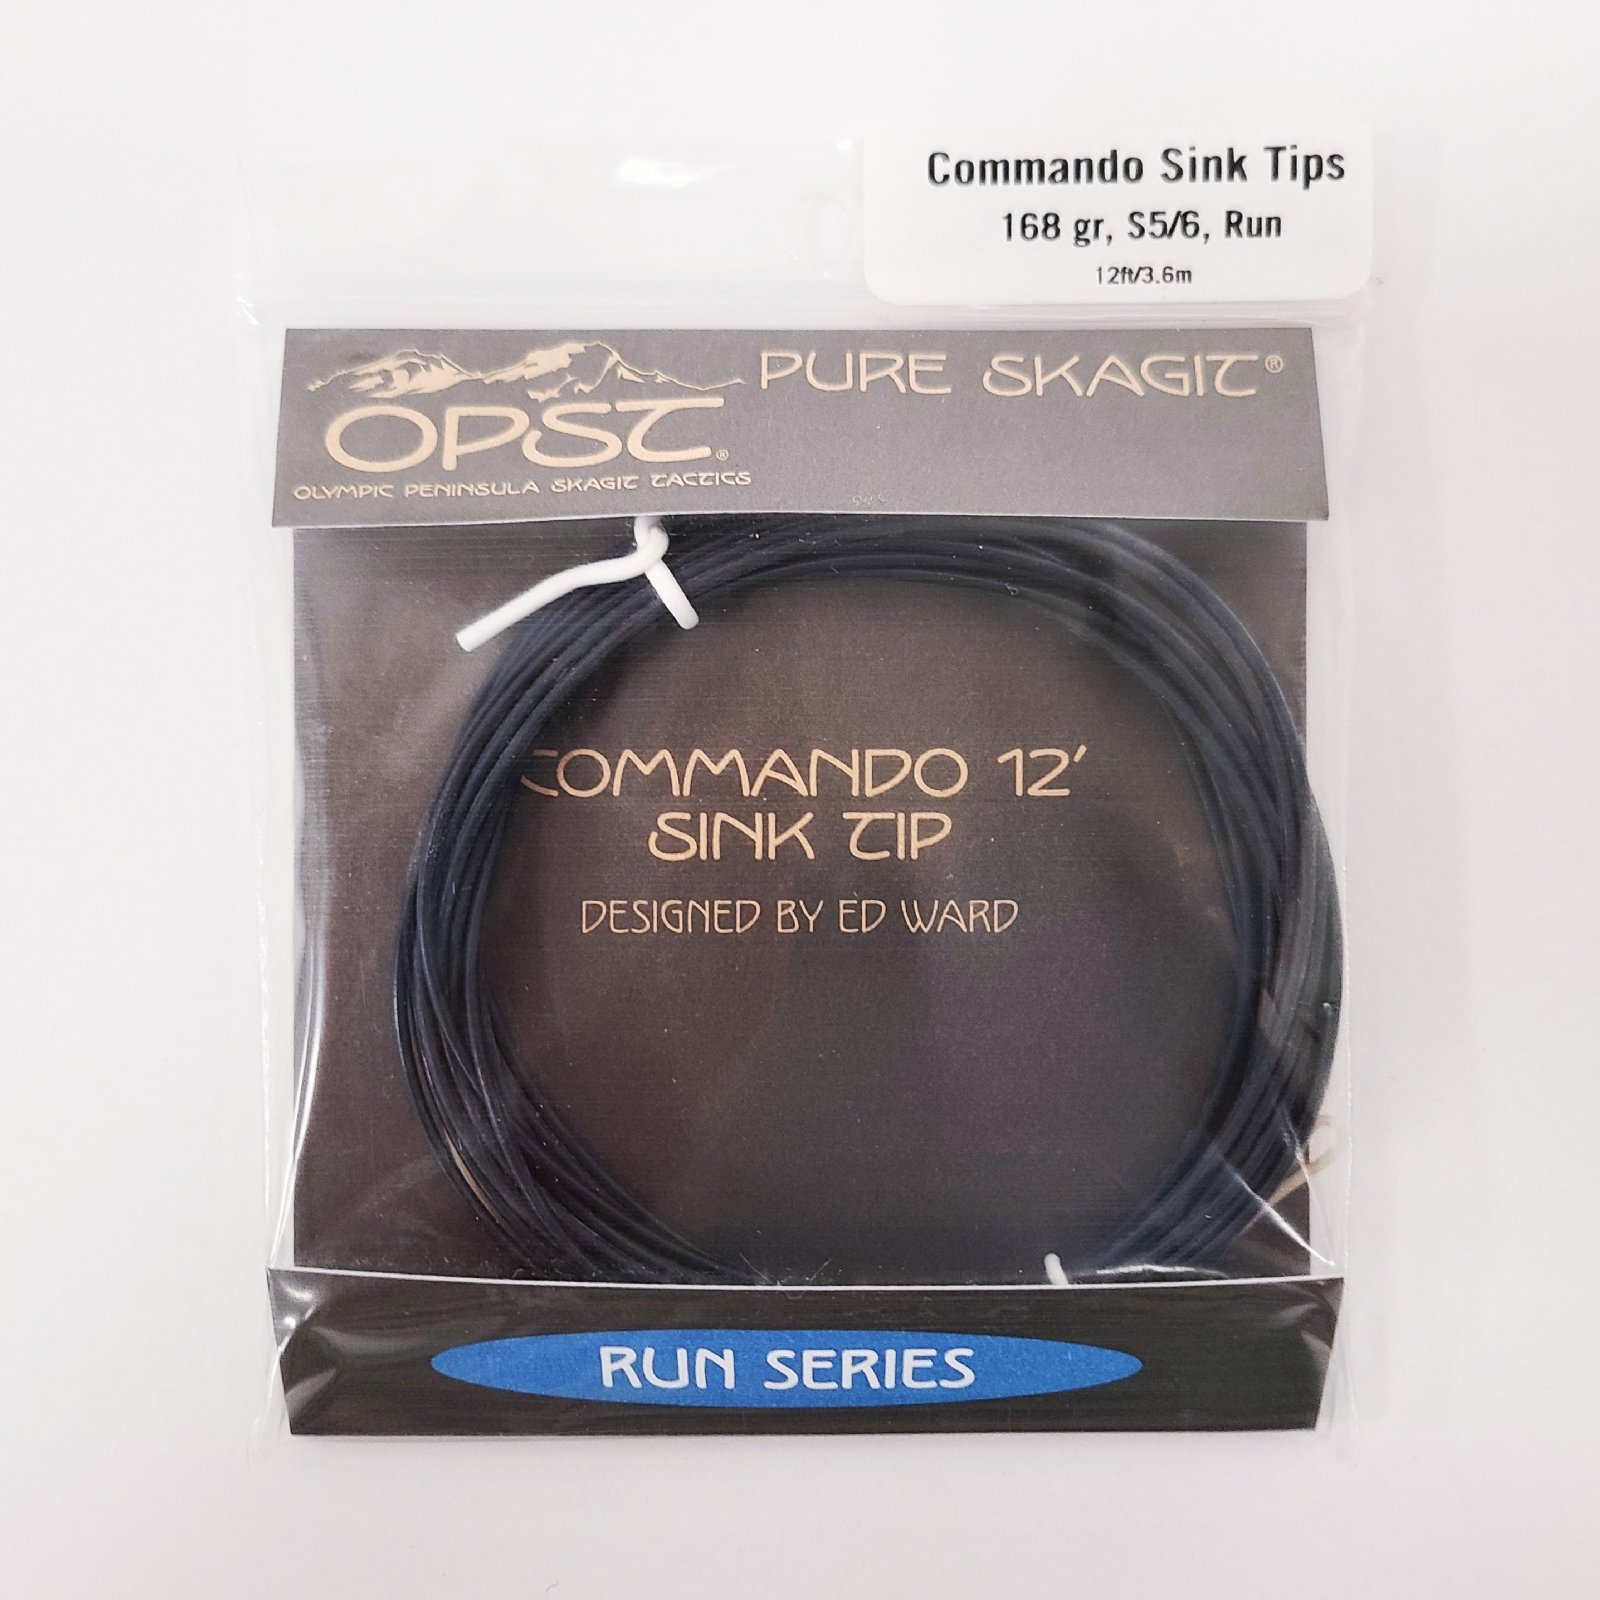 Commando Sink Tips
168 gr, S5/6, Run
12ft/3.6m
OPST®
PURE SKAGIT®
OLYMPIC PENINSULA SKAGIT TACTICS
COMMANDO 12'
SINK TIP
DESIGNED BY ED WARD
RUN SERIES